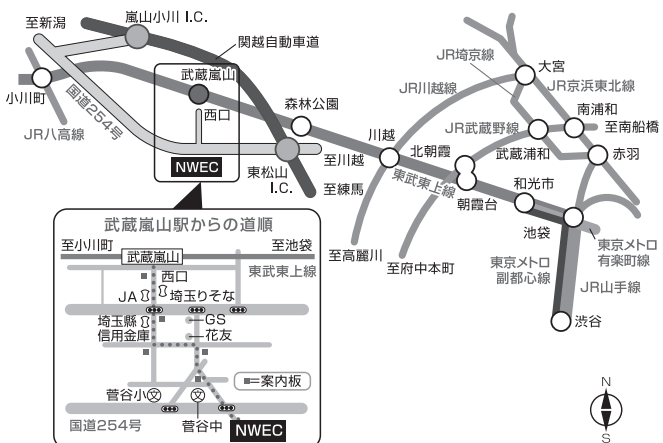 至新潟
嵐山小川 I.C.
関越自動車道
武蔵嵐山
小川町
国道254号
JR八高線
西口
森林公園
NWEC
東松山
I.C.
至川越
至練馬
川越
JR川越線
JR埼京線
大宮
JR京浜東北線
南浦和
至南船橋
JR武蔵野線
武蔵浦和
赤羽
北朝霞
東武東上線
朝霞台
和光市
池袋
至高麗川
至府中本町
東京メトロ
有楽町線
東京メトロ
副都心線
JR山手線
渋谷
武蔵嵐山駅からの道順
至小川町
武蔵嵐山
至池袋
東武東上線
西口
JA
埼玉りそな
埼玉縣
信用金庫
GS
花友
=案内板
菅谷小
文
文
菅谷中
国道254号
NWEC
N
S